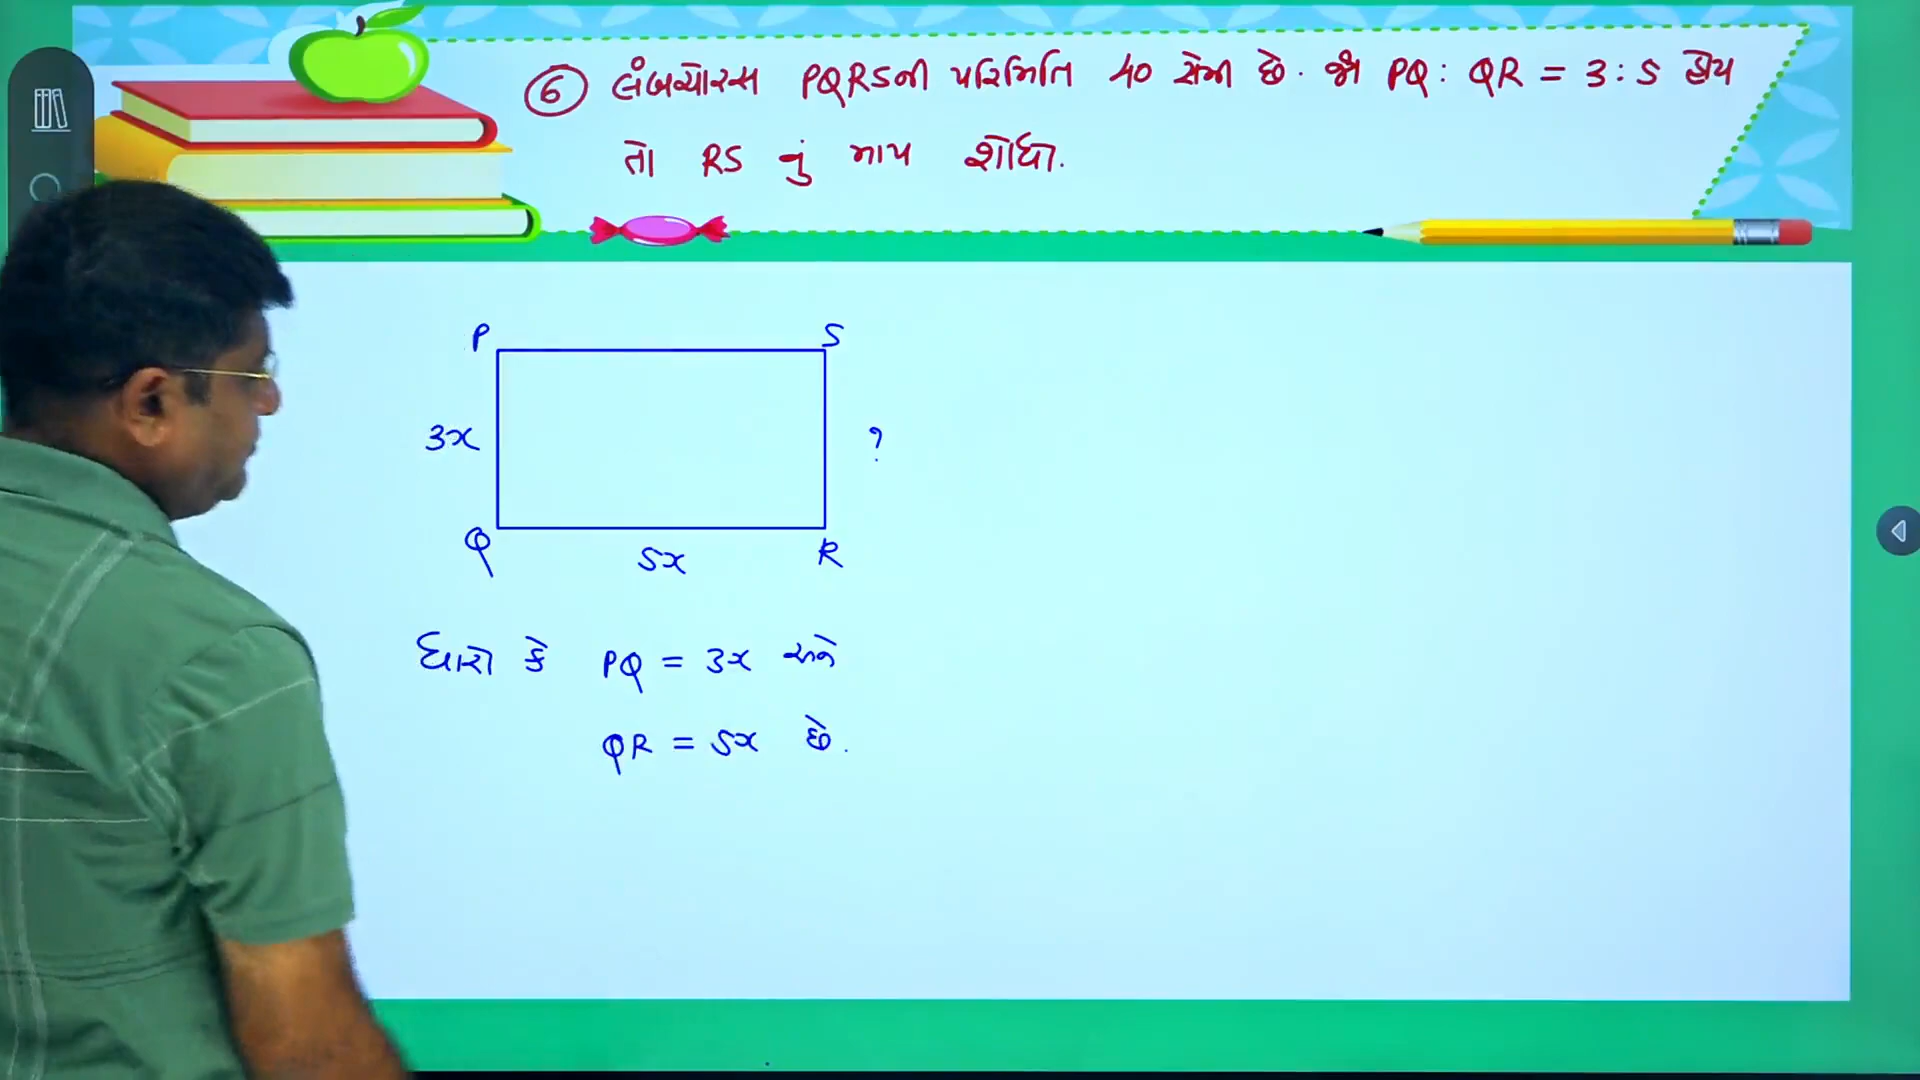 ⑥ લંબચોરસ PQRSની પરિમિતિ 40 સેમી છે. જો PQ : QR = 3 : 5 હોય
તો RS નું માપ શોધો.
P S
3x ?
Q 5x R
ધારો કે PQ = 3x અને
QR = 5x છે.